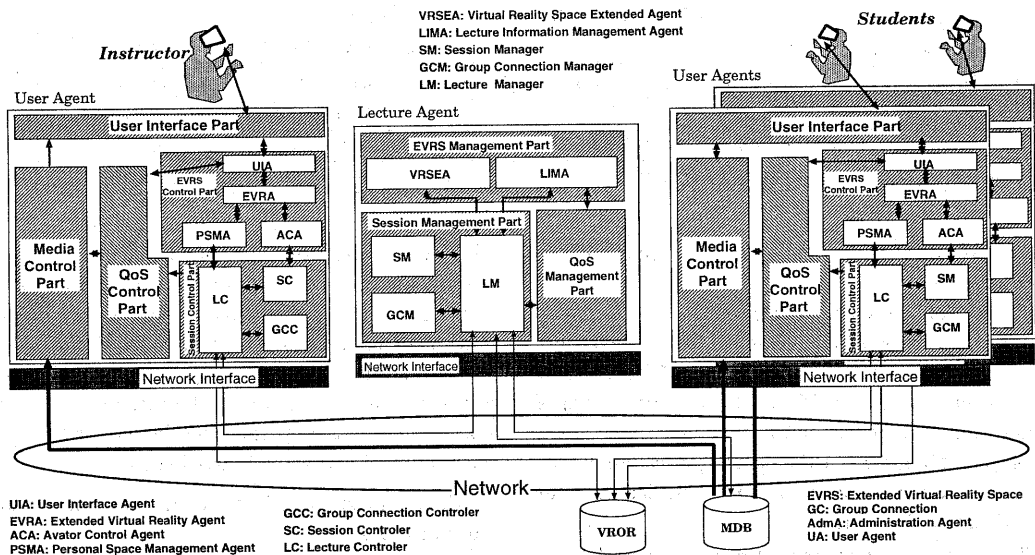 VRSEA: Virtual Reality Space Extended Agent
LIMA: Lecture Information Management Agent
SM: Session Manager
GCM: Group Connection Manager
LM: Lecture Manager
Instructor
Students
User Agent
Lecture Agent
User Agents
User Interface Part
UIA
EVRS
Control Part
EVRA
PSMA
ACA
Media
Control
Part
QoS
Control
Part
Session Control Part
LC
SC
GCC
Network Interface
EVRS Management Part
VRSEA
LIMA
Session Management Part
SM
GCM
LM
QoS
Management
Part
Network Interface
User Interface Part
UIA
EVRS
Control Part
EVRA
PSMA
ACA
Media
Control
Part
QoS
Control
Part
Session Control Part
LC
SM
GCM
Network Interface
Network
VROR
MDB
UIA: User Interface Agent
EVRA: Extended Virtual Reality Agent
ACA: Avator Control Agent
PSMA: Personal Space Management Agent
GCC: Group Connection Controler
SC: Session Controler
LC: Lecture Controler
EVRS: Extended Virtual Reality Space
GC: Group Connection
AdmA: Administration Agent
UA: User Agent